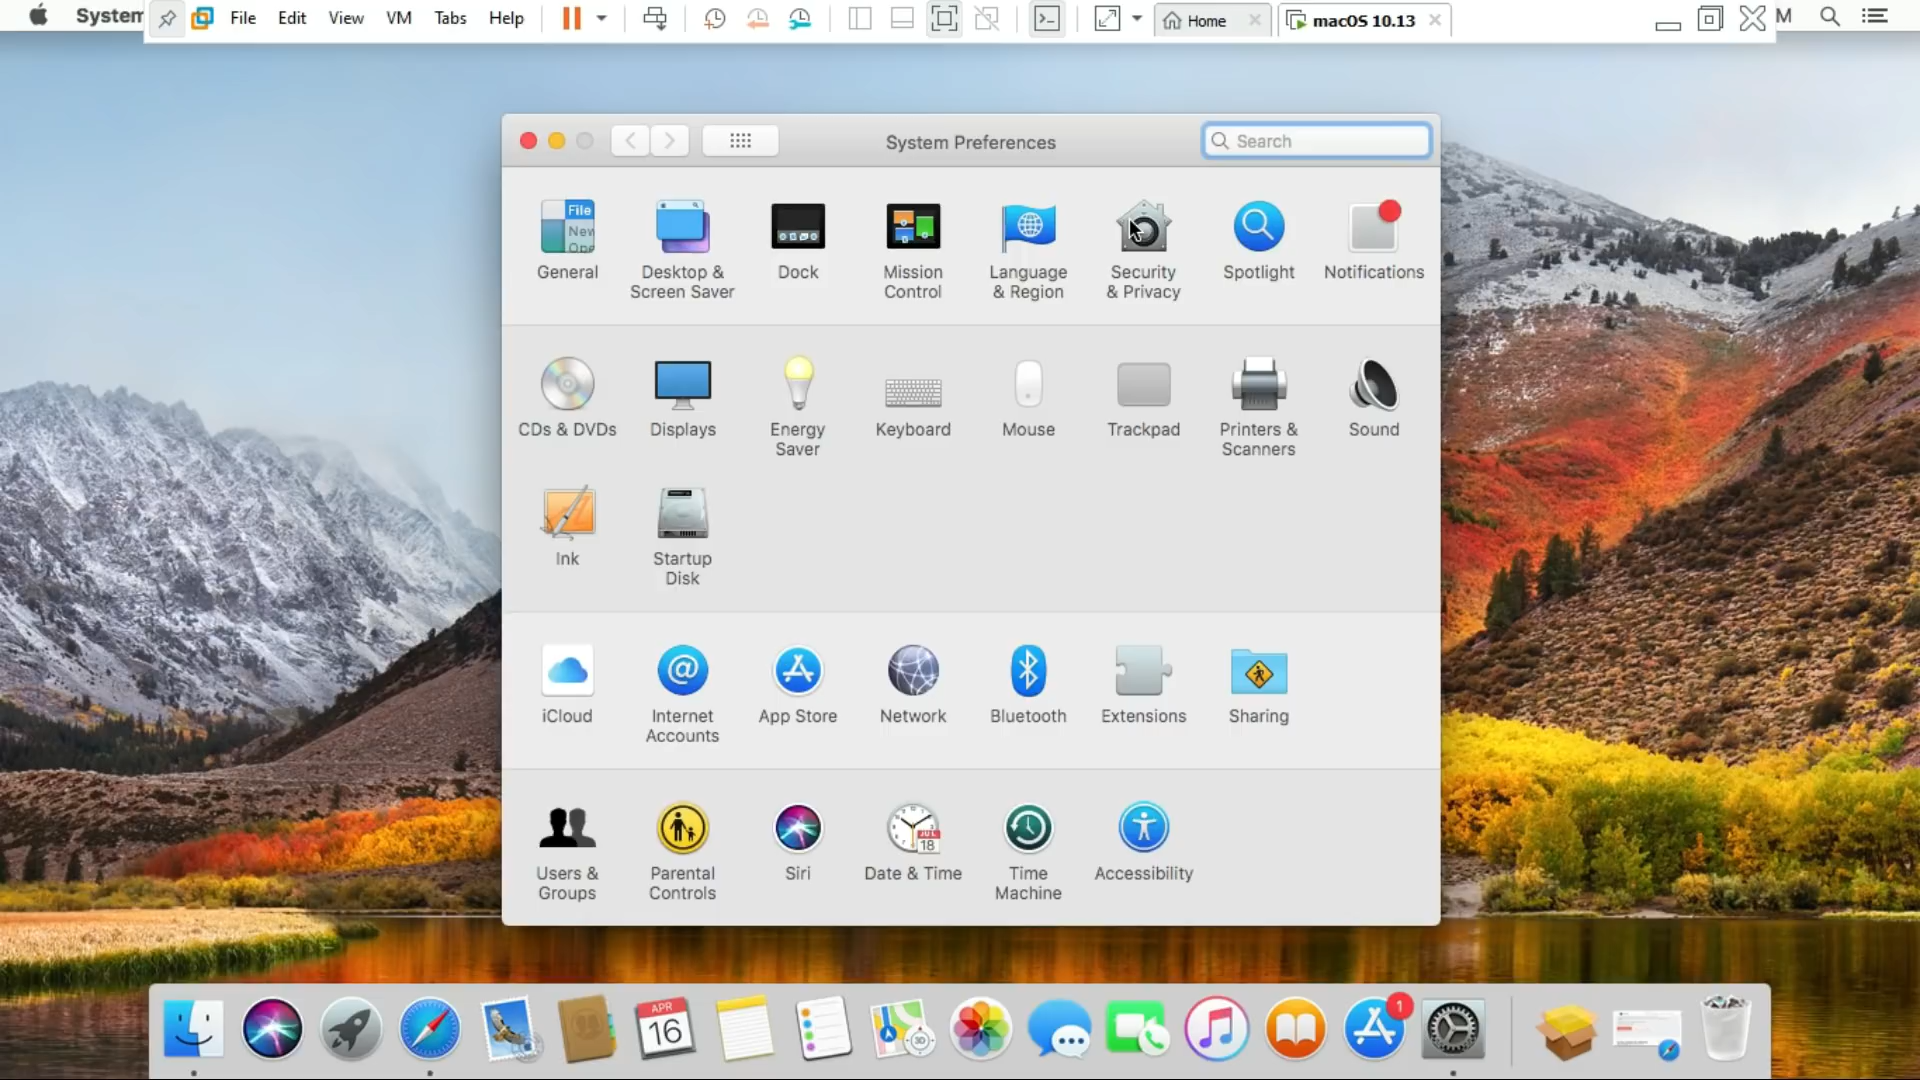 System
File Edit View VM Tabs Help
Home
macOS 10.13
M
System Preferences
Search
File
New
Ope
General
Desktop &
Screen Saver
Dock
Mission
Control
Language
& Region
Security
& Privacy
Spotlight
Notifications
CDs & DVDs
Displays
Energy
Saver
Keyboard
Mouse
Trackpad
Printers &
Scanners
Sound
Ink
Startup
Disk
iCloud
Internet
Accounts
App Store
Network
Bluetooth
Extensions
Sharing
JUL
18
Users &
Groups
Parental
Controls
Siri
Date & Time
Time
Machine
Accessibility
APR
16
3D
1